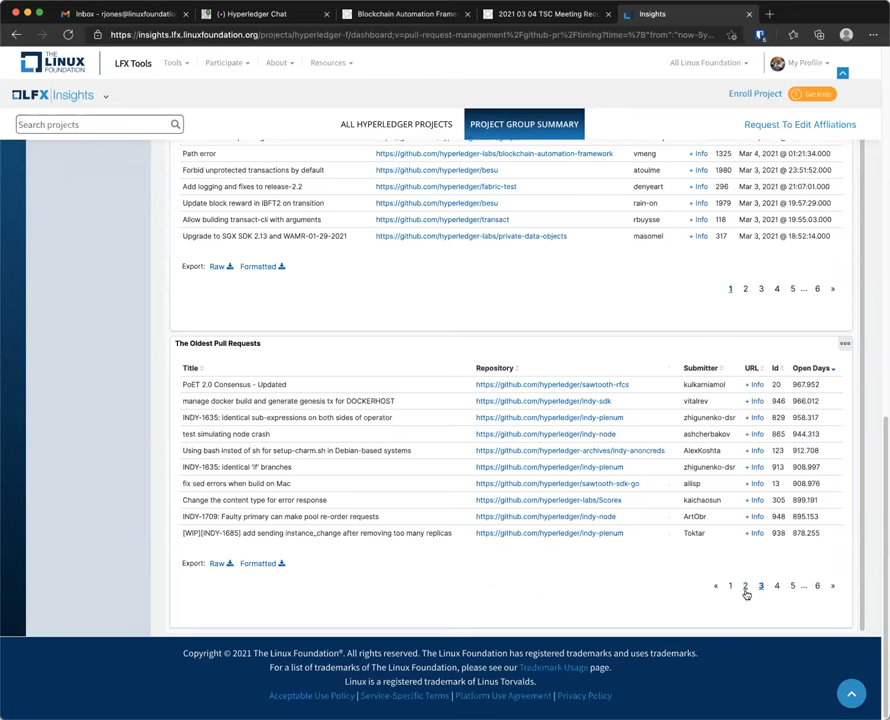 Inbox - rjones@linuxfoundatio
(·) Hyperledger Chat
Blockchain Automation Framew
2021 03 04 TSC Meeting Recu
Insights
https://insights.lfx.linuxfoundation.org/projects/hyperledger-f/dashboard;v=pull-request-management%2Fgithub-pr%2Ftiming?time=%7B"from":"now-5y
THE LINUX FOUNDATION
LFX Tools
Tools
Participate
About
Resources
All Linux Foundation
My Profile
LFX Insights
Enroll Project
Get Help
Search projects
ALL HYPERLEDGER PROJECTS
PROJECT GROUP SUMMARY
Request To Edit Affliations
Path error https://github.com/hyperledger-labs/blockchain-automation-framework vmeng + Info 1325 Mar 4, 2021 @ 01:21:34.000
Forbid unprotected transactions by default https://github.com/hyperledger/besu atoulme + Info 1980 Mar 3, 2021 @ 23:51:52.000
Add logging and fixes to release-2.2 https://github.com/hyperledger/fabric-test denyeart + Info 296 Mar 3, 2021 @ 21:07:01.000
Update block reward in IBFT2 on transition https://github.com/hyperledger/besu rain-on + Info 1979 Mar 3, 2021 @ 19:57:29.000
Allow building transact-cli with arguments https://github.com/hyperledger/transact rbuysse + Info 118 Mar 3, 2021 @ 19:55:03.000
Upgrade to SGX SDK 2.13 and WAMR-01-29-2021 https://github.com/hyperledger-labs/private-data-objects masomel + Info 317 Mar 3, 2021 @ 18:52:14.000
Export: Raw Formatted
1 2 3 4 5 ... 6 »
The Oldest Pull Requests
Title Repository Submitter URL Id Open Days
PoET 2.0 Consensus - Updated https://github.com/hyperledger/sawtooth-rfcs kulkarniamol + Info 20 967.952
manage docker build and generate genesis tx for DOCKERHOST https://github.com/hyperledger/indy-sdk vitalrev + Info 946 966.012
INDY-1635: identical sub-expressions on both sides of operator https://github.com/hyperledger/indy-plenum zhigunenko-dsr + Info 829 958.317
test simulating node crash https://github.com/hyperledger/indy-node ashcherbakov + Info 865 944.313
Using bash insted of sh for setup-charm.sh in Debian-based systems https://github.com/hyperledger-archives/indy-anoncreds AlexKoshta + Info 123 912.708
INDY-1635: identical 'if' branches https://github.com/hyperledger/indy-plenum zhigunenko-dsr + Info 913 908.997
fix sed errors when build on Mac https://github.com/hyperledger/sawtooth-sdk-go ailisp + Info 13 908.976
Change the content type for error response https://github.com/hyperledger-labs/Scorex kaichaosun + Info 305 899.191
INDY-1709: Faulty primary can make pool re-order requests https://github.com/hyperledger/indy-node ArtObr + Info 948 895.153
[WIP][INDY-1685] add sending instance_change after removing too many replicas https://github.com/hyperledger/indy-plenum Toktar + Info 938 878.255
Export: Raw Formatted
« 1 2 3 4 5 ... 6 »
Copyright © 2021 The Linux Foundation®. All rights reserved. The Linux Foundation has registered trademarks and uses trademarks.
For a list of trademarks of The Linux Foundation, please see our Trademark Usage page.
Linux is a registered trademark of Linus Torvalds.
Acceptable Use Policy | Service-Specific Terms | Platform Use Agreement | Privacy Policy